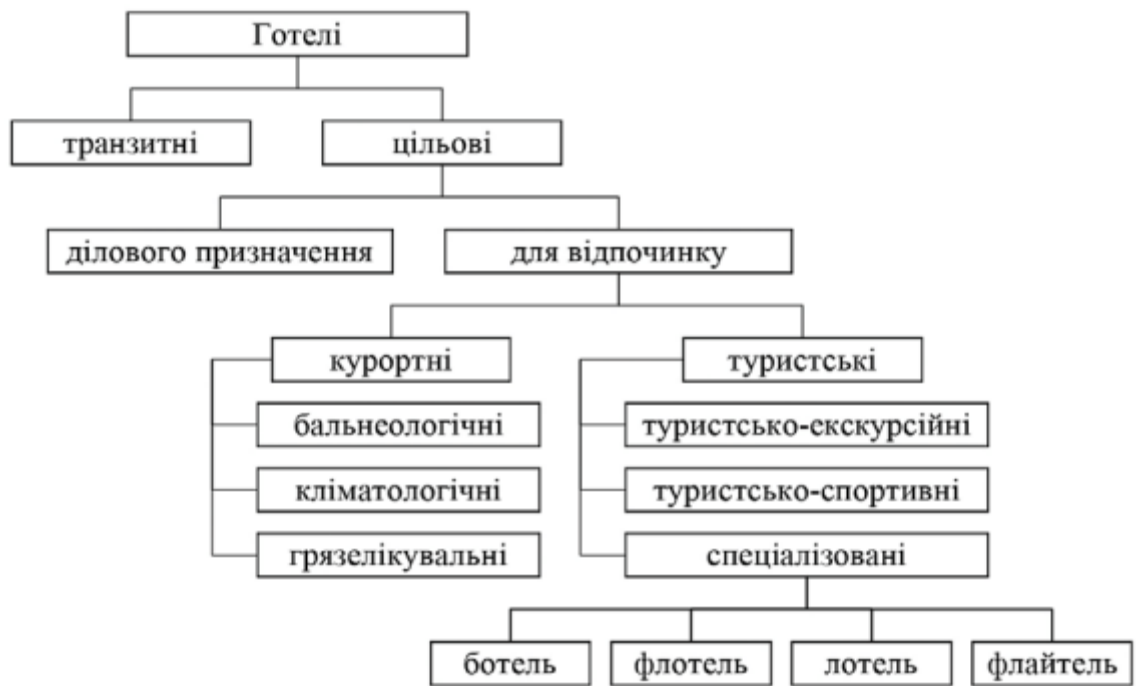 Готелі
транзитні
цільові
ділового призначення
для відпочинку
курортні
туристські
бальнеологічні
туристсько-екскурсійні
кліматологічні
туристсько-спортивні
грязелікувальні
спеціалізовані
ботель
флотель
лотель
флайтель